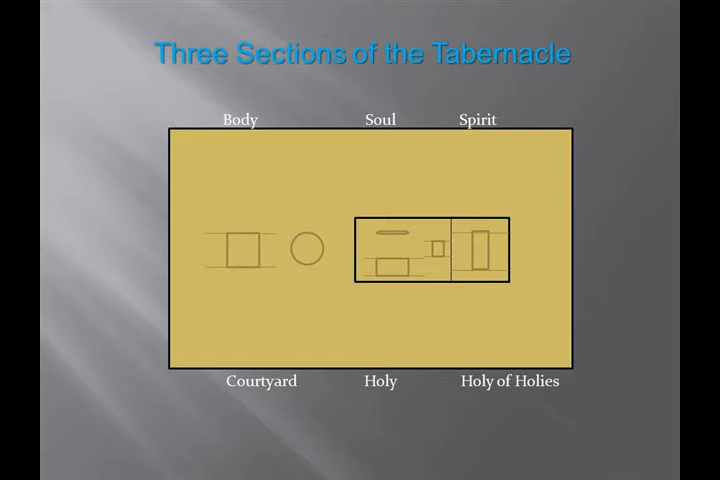 Three Sections of the Tabernacle
Body Soul Spirit
Courtyard Holy Holy of Holies